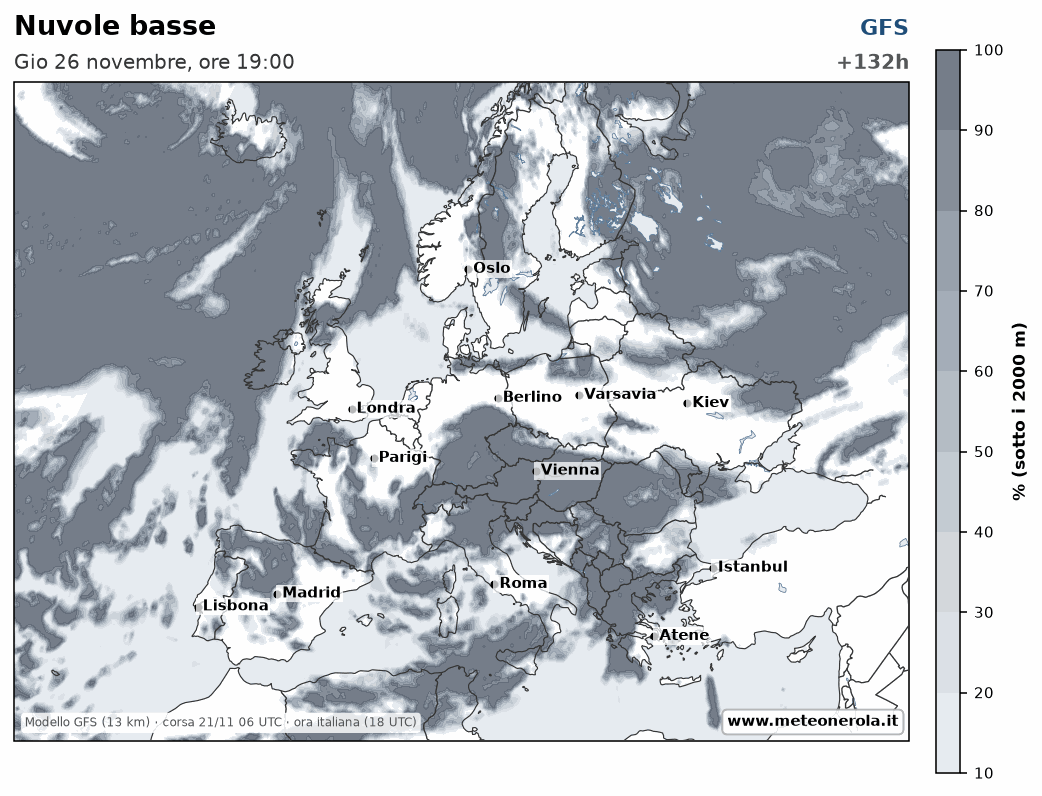 Nuvole basse
GFS
Gio 26 novembre, ore 19:00
+132h
Oslo
Londra
Berlino
Varsavia
Kiev
Parigi
Vienna
Madrid
Lisbona
Roma
Istanbul
Atene
Modello GFS (13 km) · corsa 21/11 06 UTC · ora italiana (18 UTC)
www.meteonerola.it
100
90
80
70
60
50
40
30
20
10
% (sotto i 2000 m)